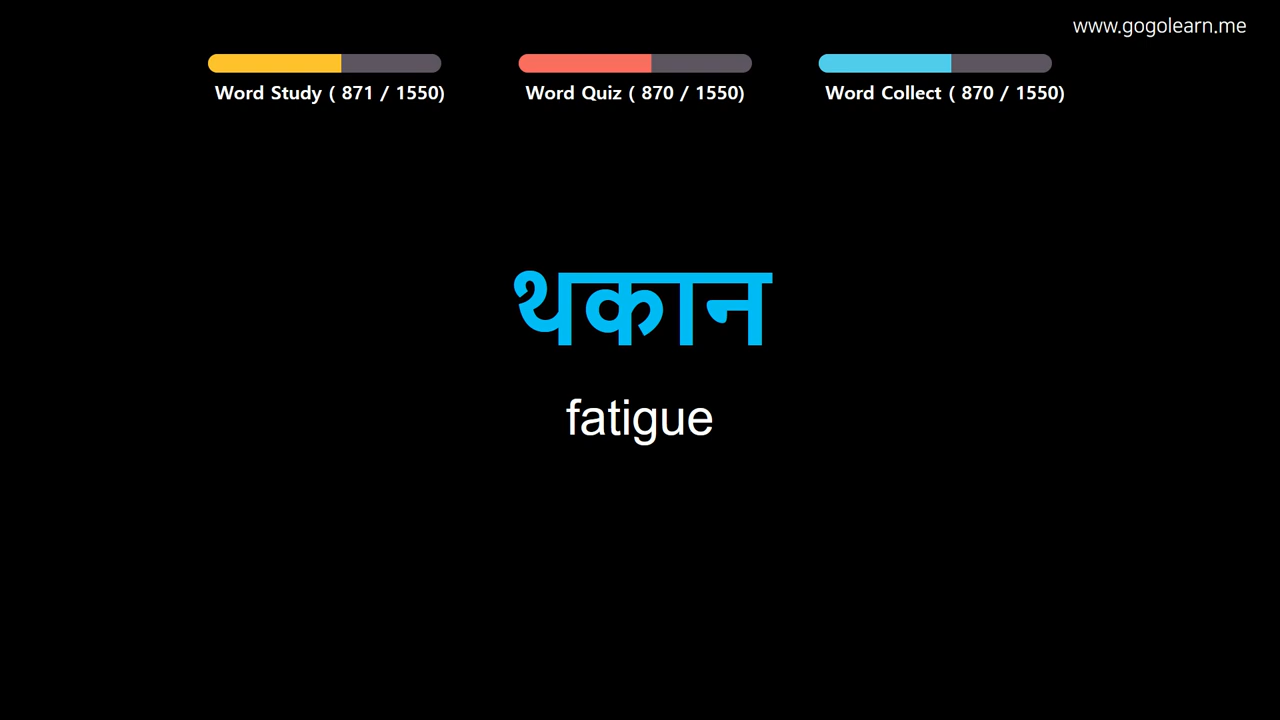 www.gogolearn.me
Word Study ( 871 / 1550)
Word Quiz ( 870 / 1550)
Word Collect ( 870 / 1550)
थकान
fatigue